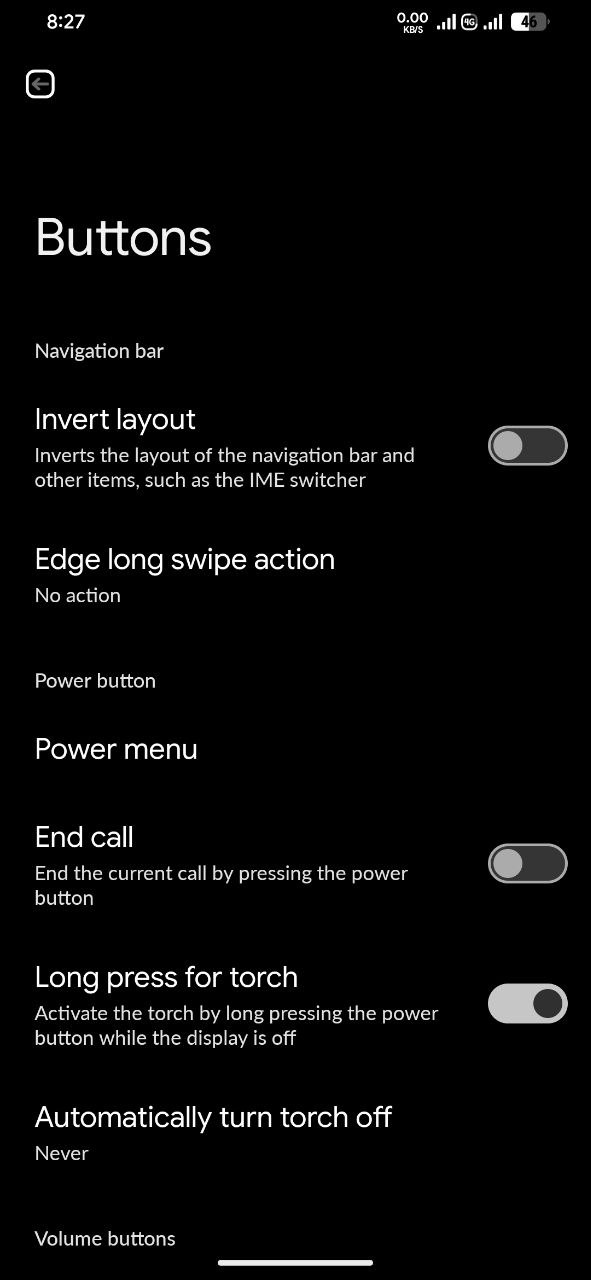 8:27
0.00
KB/S
4G
46
Buttons
Navigation bar
Invert layout
Inverts the layout of the navigation bar and
other items, such as the IME switcher
Edge long swipe action
No action
Power button
Power menu
End call
End the current call by pressing the power
button
Long press for torch
Activate the torch by long pressing the power
button while the display is off
Automatically turn torch off
Never
Volume buttons